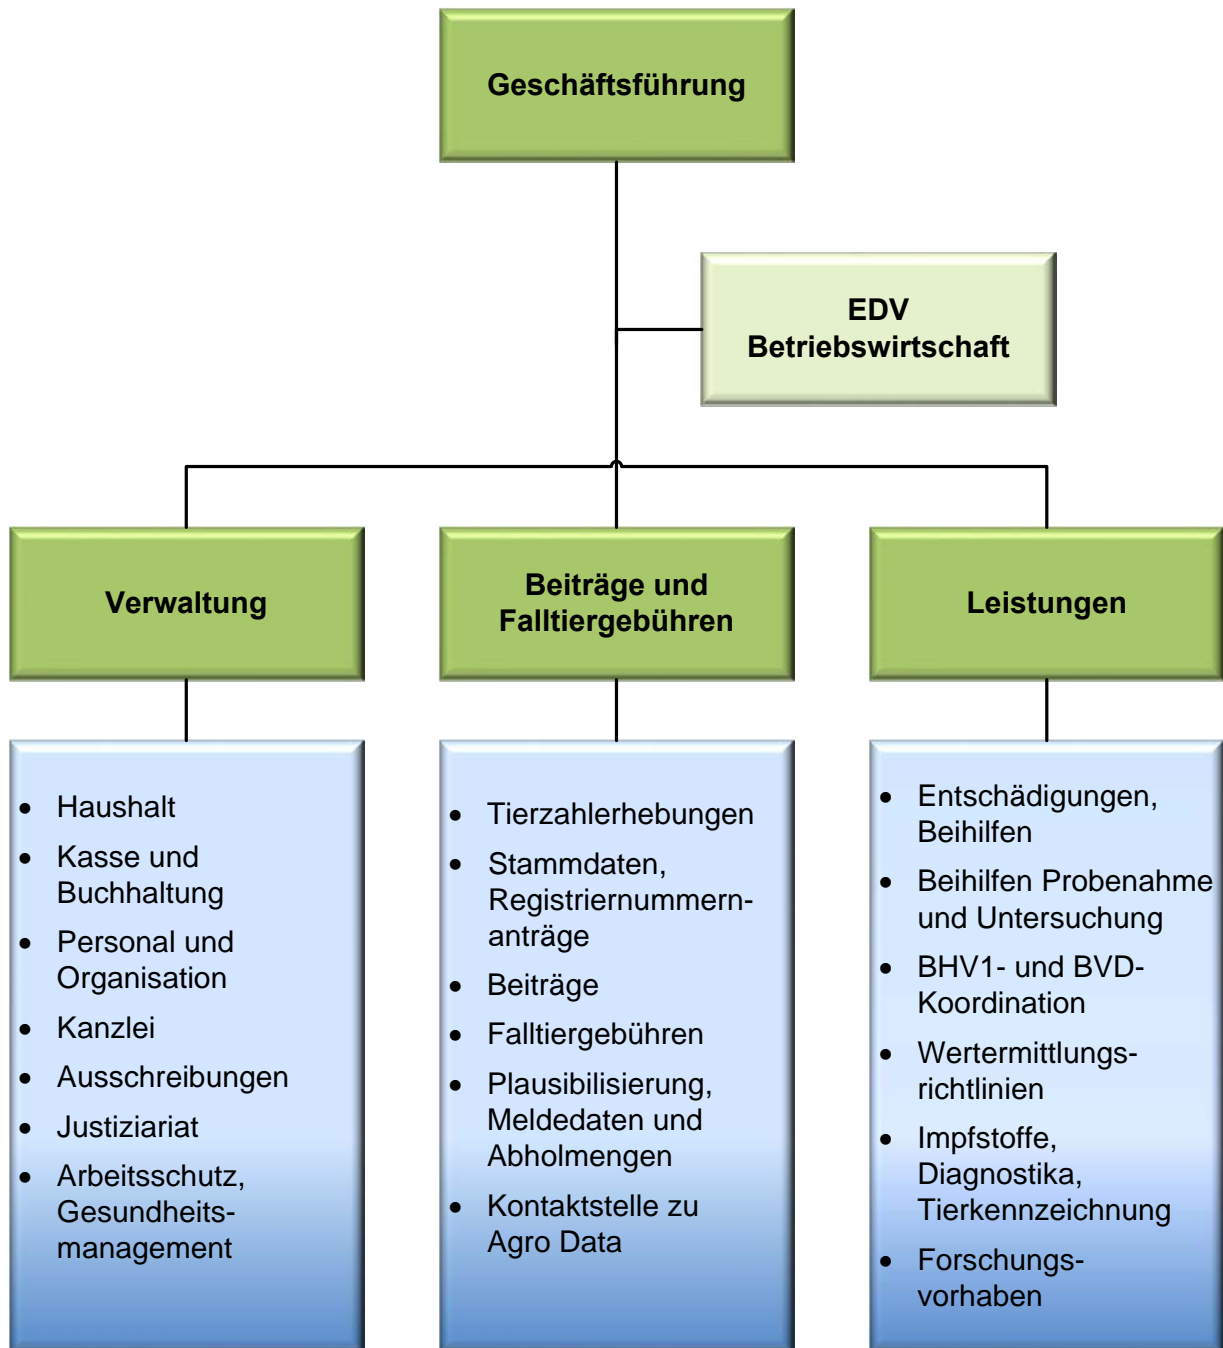 Geschäftsführung
EDV
Betriebswirtschaft
Verwaltung
Beiträge und
Falltiergebühren
Leistungen
• Haushalt
• Kasse und
Buchhaltung
• Personal und
Organisation
• Kanzlei
• Ausschreibungen
• Justiziariat
• Arbeitsschutz,
Gesundheits-
management
• Tierzahlerhebungen
• Stammdaten,
Registriernummern-
anträge
• Beiträge
• Falltiergebühren
• Plausibilisierung,
Meldedaten und
Abholmengen
• Kontaktstelle zu
Agro Data
• Entschädigungen,
Beihilfen
• Beihilfen Probenahme
und Untersuchung
• BHV1- und BVD-
Koordination
• Wertermittlungs-
richtlinien
• Impfstoffe,
Diagnostika,
Tierkennzeichnung
• Forschungs-
vorhaben